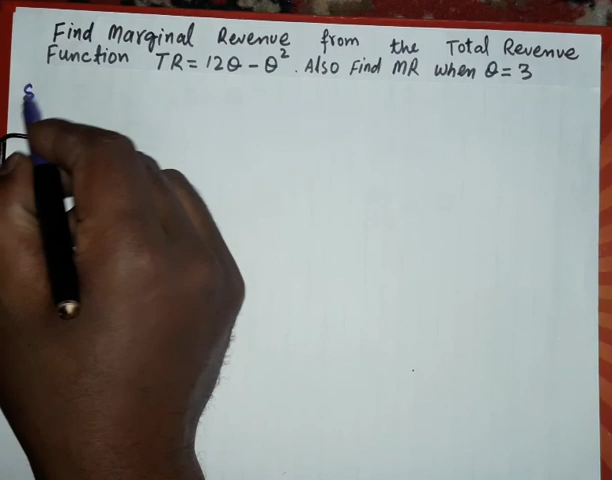 Find Marginal Revenue from the Total Revenue
Function TR = 12Q - Q². Also Find MR when Q = 3
S